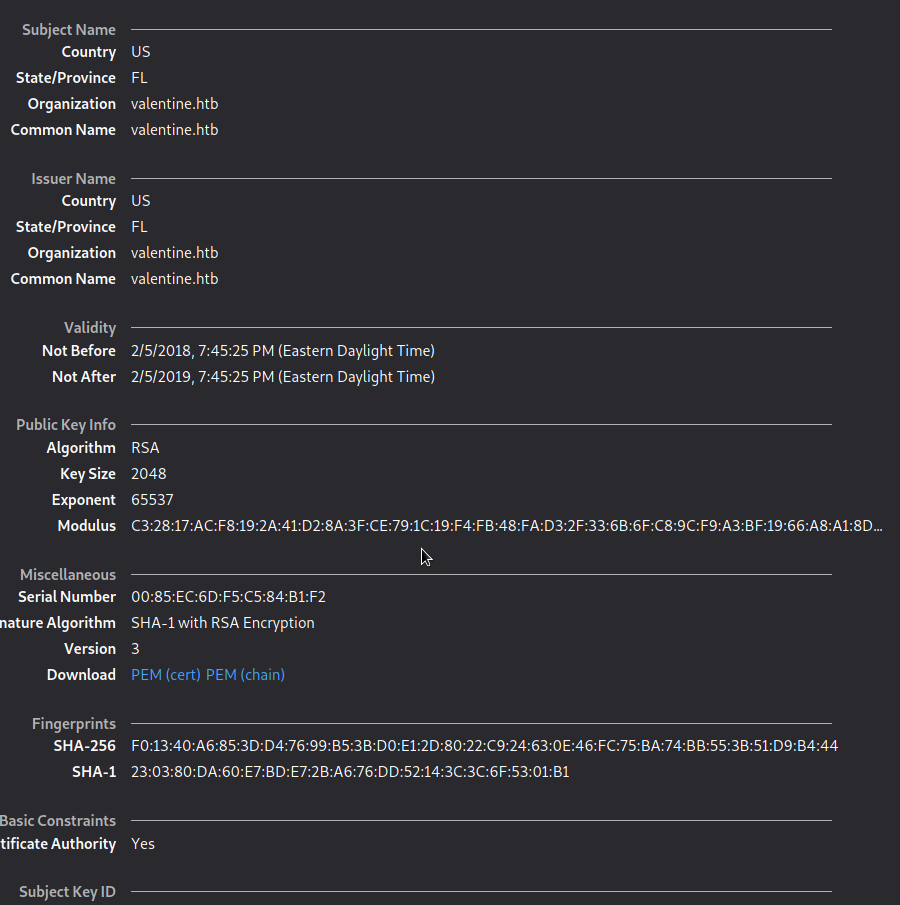 Subject Name
Country US
State/Province FL
Organization valentine.htb
Common Name valentine.htb
Issuer Name
Country US
State/Province FL
Organization valentine.htb
Common Name valentine.htb
Validity
Not Before 2/5/2018, 7:45:25 PM (Eastern Daylight Time)
Not After 2/5/2019, 7:45:25 PM (Eastern Daylight Time)
Public Key Info
Algorithm RSA
Key Size 2048
Exponent 65537
Modulus C3:28:17:AC:F8:19:2A:41:D2:8A:3F:CE:79:1C:19:F4:FB:48:FA:D3:2F:33:6B:6F:C8:9C:F9:A3:BF:19:66:A8:A1:8D...
Miscellaneous
Serial Number 00:85:EC:6D:F5:C5:84:B1:F2
nature Algorithm SHA-1 with RSA Encryption
Version 3
Download PEM (cert) PEM (chain)
Fingerprints
SHA-256 F0:13:40:A6:85:3D:D4:76:99:B5:3B:D0:E1:2D:80:22:C9:24:63:0E:46:FC:75:BA:74:BB:55:3B:51:D9:B4:44
SHA-1 23:03:80:DA:60:E7:BD:E7:2B:A6:76:DD:52:14:3C:3C:6F:53:01:B1
Basic Constraints
tificate Authority Yes
Subject Key ID